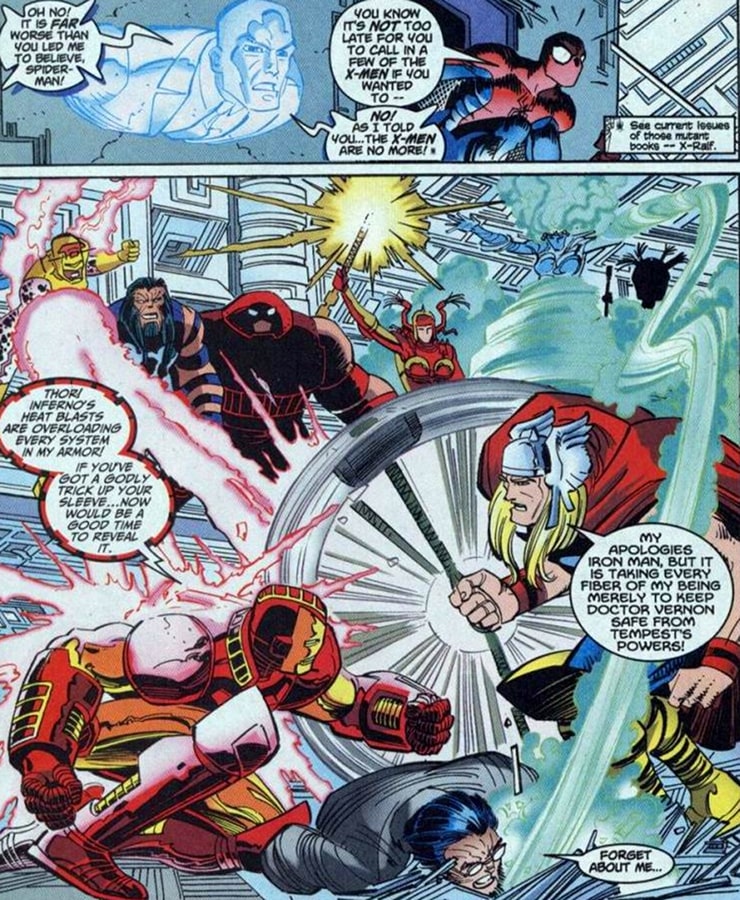 OH NO!
IT IS FAR
WORSE THAN
YOU LED ME
TO BELIEVE,
SPIDER-
MAN!
YOU KNOW
IT'S NOT TOO
LATE FOR YOU
TO CALL IN A
FEW OF THE
X-MEN IF YOU
WANTED
TO --
NO!
AS I TOLD
YOU...THE X-MEN
ARE NO MORE! *
* See current issues
of those mutant
books -- X-Ralf.
THOR!
INFERNO'S
HEAT BLASTS
ARE OVERLOADING
EVERY SYSTEM
IN MY ARMOR!
IF YOU'VE
GOT A GODLY
TRICK UP YOUR
SLEEVE...NOW
WOULD BE A
GOOD TIME
TO REVEAL
IT.
MY
APOLOGIES
IRON MAN, BUT IT
IS TAKING EVERY
FIBER OF MY BEING
MERELY TO KEEP
DOCTOR VERNON
SAFE FROM
TEMPEST'S
POWERS!
FORGET
ABOUT ME...